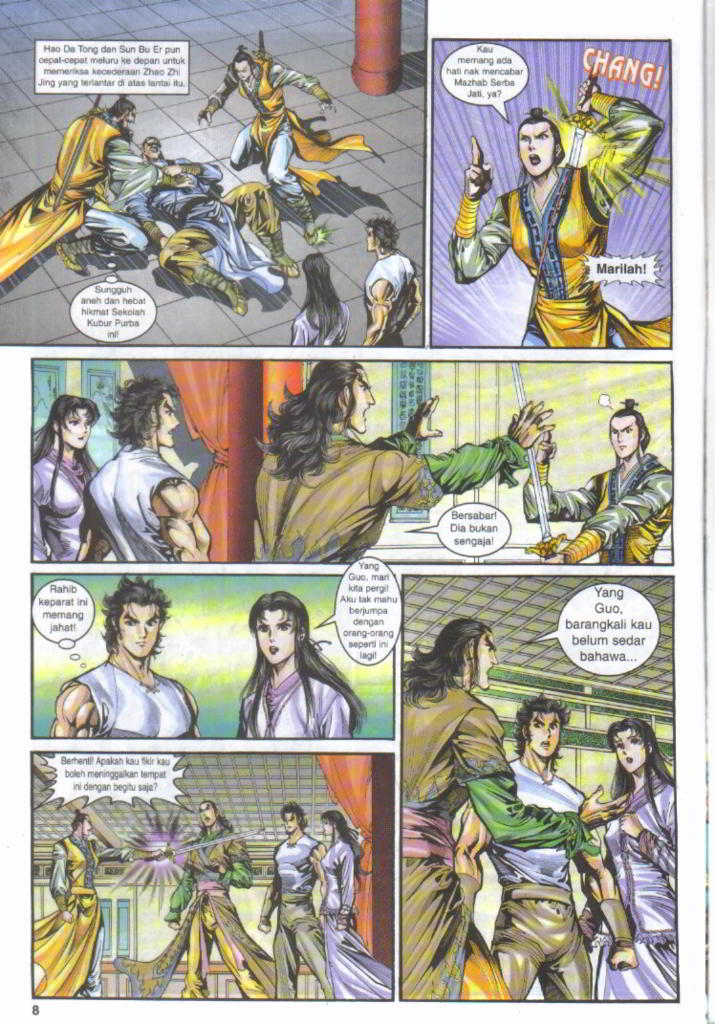 Hao Da Tong dan Sun Bu Er pun
cepat-cepat meluru ke depan untuk
memeriksa kecederaan Zhao Zhi
Jing yang terlantar di atas lantai itu.
Sungguh
aneh dan hebat
hikmat Sekolah
Kubur Purba
ini!
Kau
memang ada
hati nak mencabar
Mazhab Serba
Jati, ya?
CHANG!
Marilah!
Bersabar!
Dia bukan
sengaja!
Rahib
keparat ini
memang
jahat!
Yang
Guo, mari
kita pergi!
Aku tak mahu
berjumpa
dengan
orang-orang
seperti ini
lagi!
Yang
Guo,
barangkali kau
belum sedar
bahawa...
Berhenti! Apakah kau fikir kau
boleh meninggalkan tempat
ini dengan begitu saja?
8